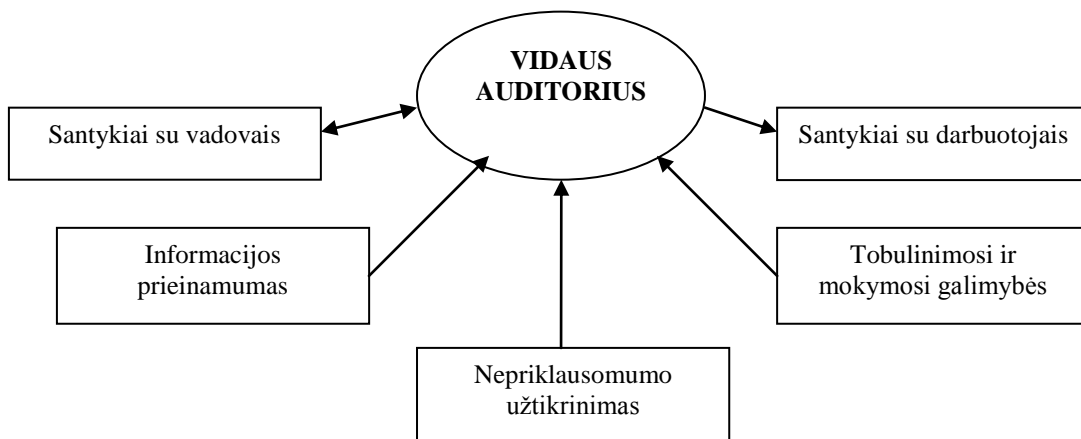 VIDAUS
AUDITORIUS
Santykiai su vadovais
Santykiai su darbuotojais
Informacijos
prieinamumas
Tobulinimosi ir
mokymosi galimybės
Nepriklausomumo
užtikrinimas